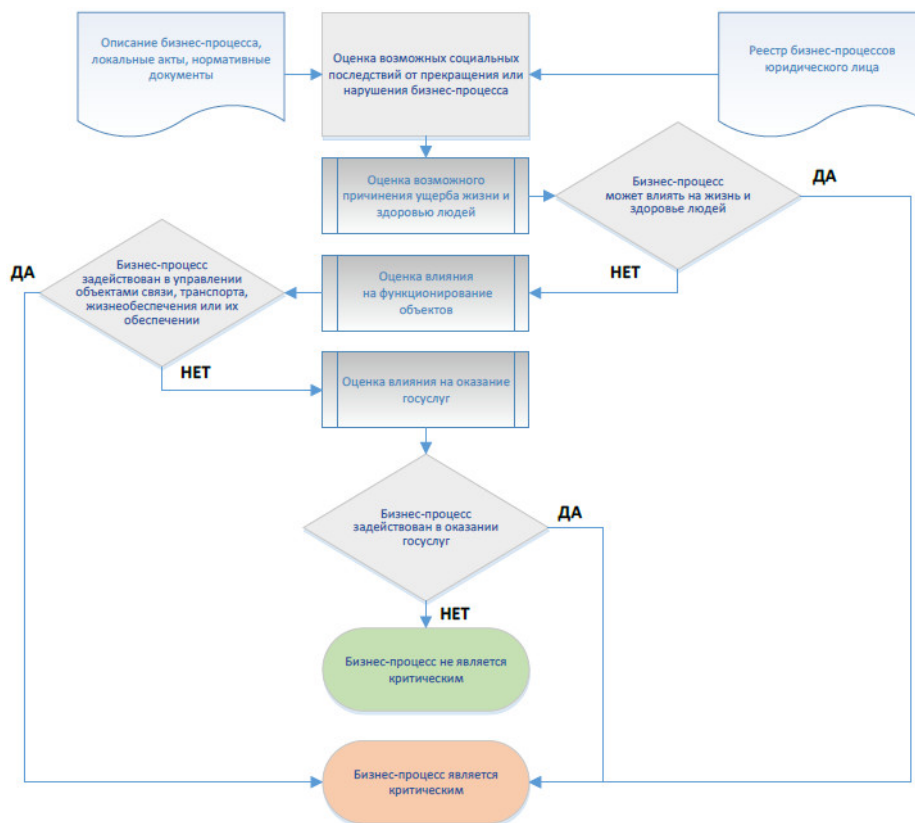 Описание бизнес-процесса,
локальные акты, нормативные
документы
Оценка возможных социальных
последствий от прекращения или
нарушения бизнес-процесса
Реестр бизнес-процессов
юридического лица
Оценка возможного
причинения ущерба жизни и
здоровью людей
Бизнес-процесс
может влиять на жизнь и
здоровье людей
ДА
НЕТ
ДА
Бизнес-процесс
задействован в управлении
объектами связи, транспорта,
жизнеобеспечения или их
обеспечении
Оценка влияния
на функционирование
объектов
НЕТ
Оценка влияния на оказание
госуслуг
Бизнес-процесс
задействован в оказании
госуслуг
ДА
НЕТ
Бизнес-процесс не является
критическим
Бизнес-процесс является
критическим